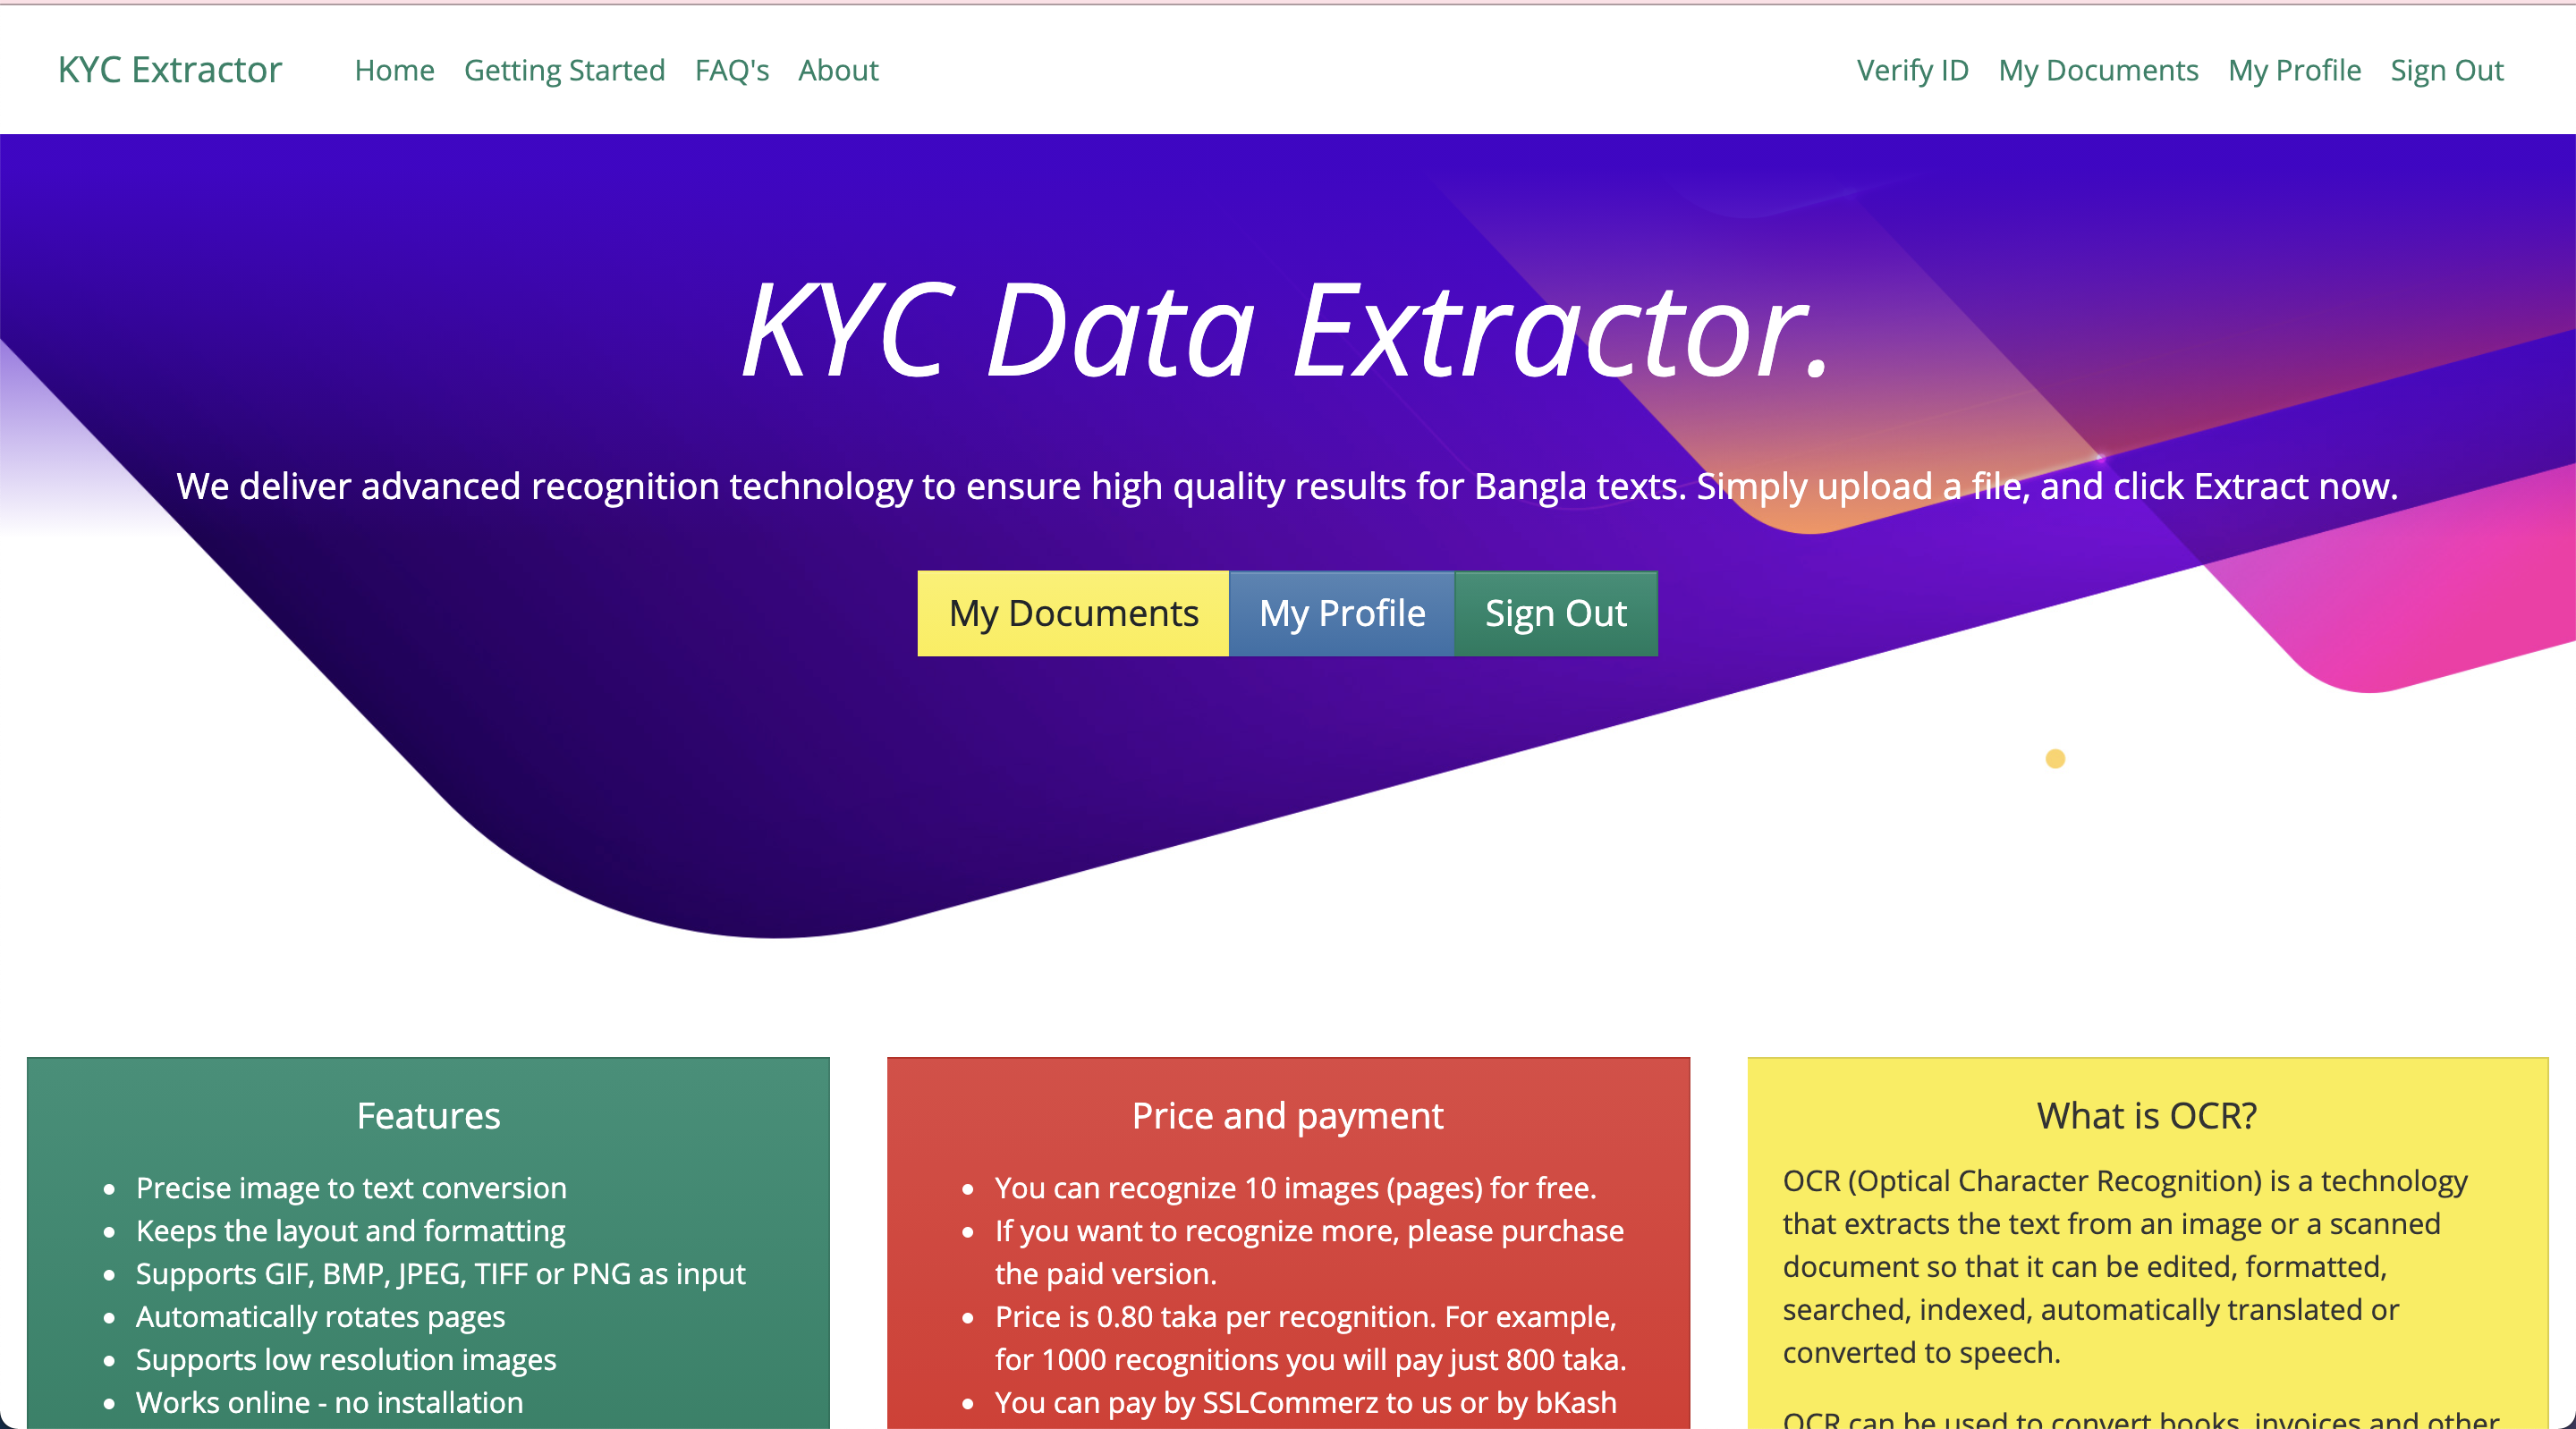 KYC Extractor Home Getting Started FAQ's About Verify ID My Documents My Profile Sign Out
KYC Data Extractor.
We deliver advanced recognition technology to ensure high quality results for Bangla texts. Simply upload a file, and click Extract now.
My Documents My Profile Sign Out
Features
Precise image to text conversion
Keeps the layout and formatting
Supports GIF, BMP, JPEG, TIFF or PNG as input
Automatically rotates pages
Supports low resolution images
Works online - no installation
Price and payment
You can recognize 10 images (pages) for free.
If you want to recognize more, please purchase
the paid version.
Price is 0.80 taka per recognition. For example,
for 1000 recognitions you will pay just 800 taka.
You can pay by SSLCommerz to us or by bKash
What is OCR?
OCR (Optical Character Recognition) is a technology
that extracts the text from an image or a scanned
document so that it can be edited, formatted,
searched, indexed, automatically translated or
converted to speech.
OCR can be used to convert books, invoices and other